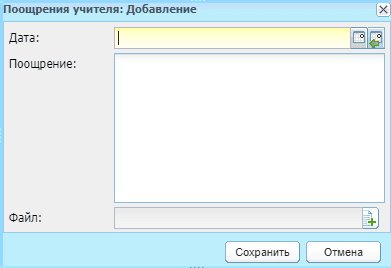 Поощрения учителя: Добавление
Дата:
Поощрение:
Файл:
Сохранить
Отмена